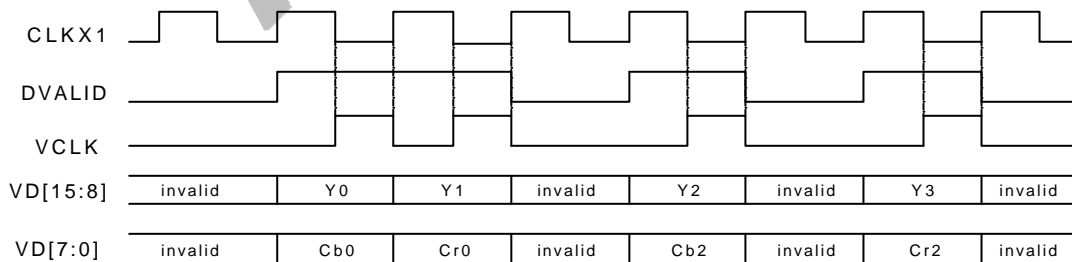 CLKX1
DVALID
VCLK
VD[15:8] invalid Y0 Y1 invalid Y2 invalid Y3 invalid
VD[7:0] invalid Cb0 Cr0 invalid Cb2 invalid Cr2 invalid